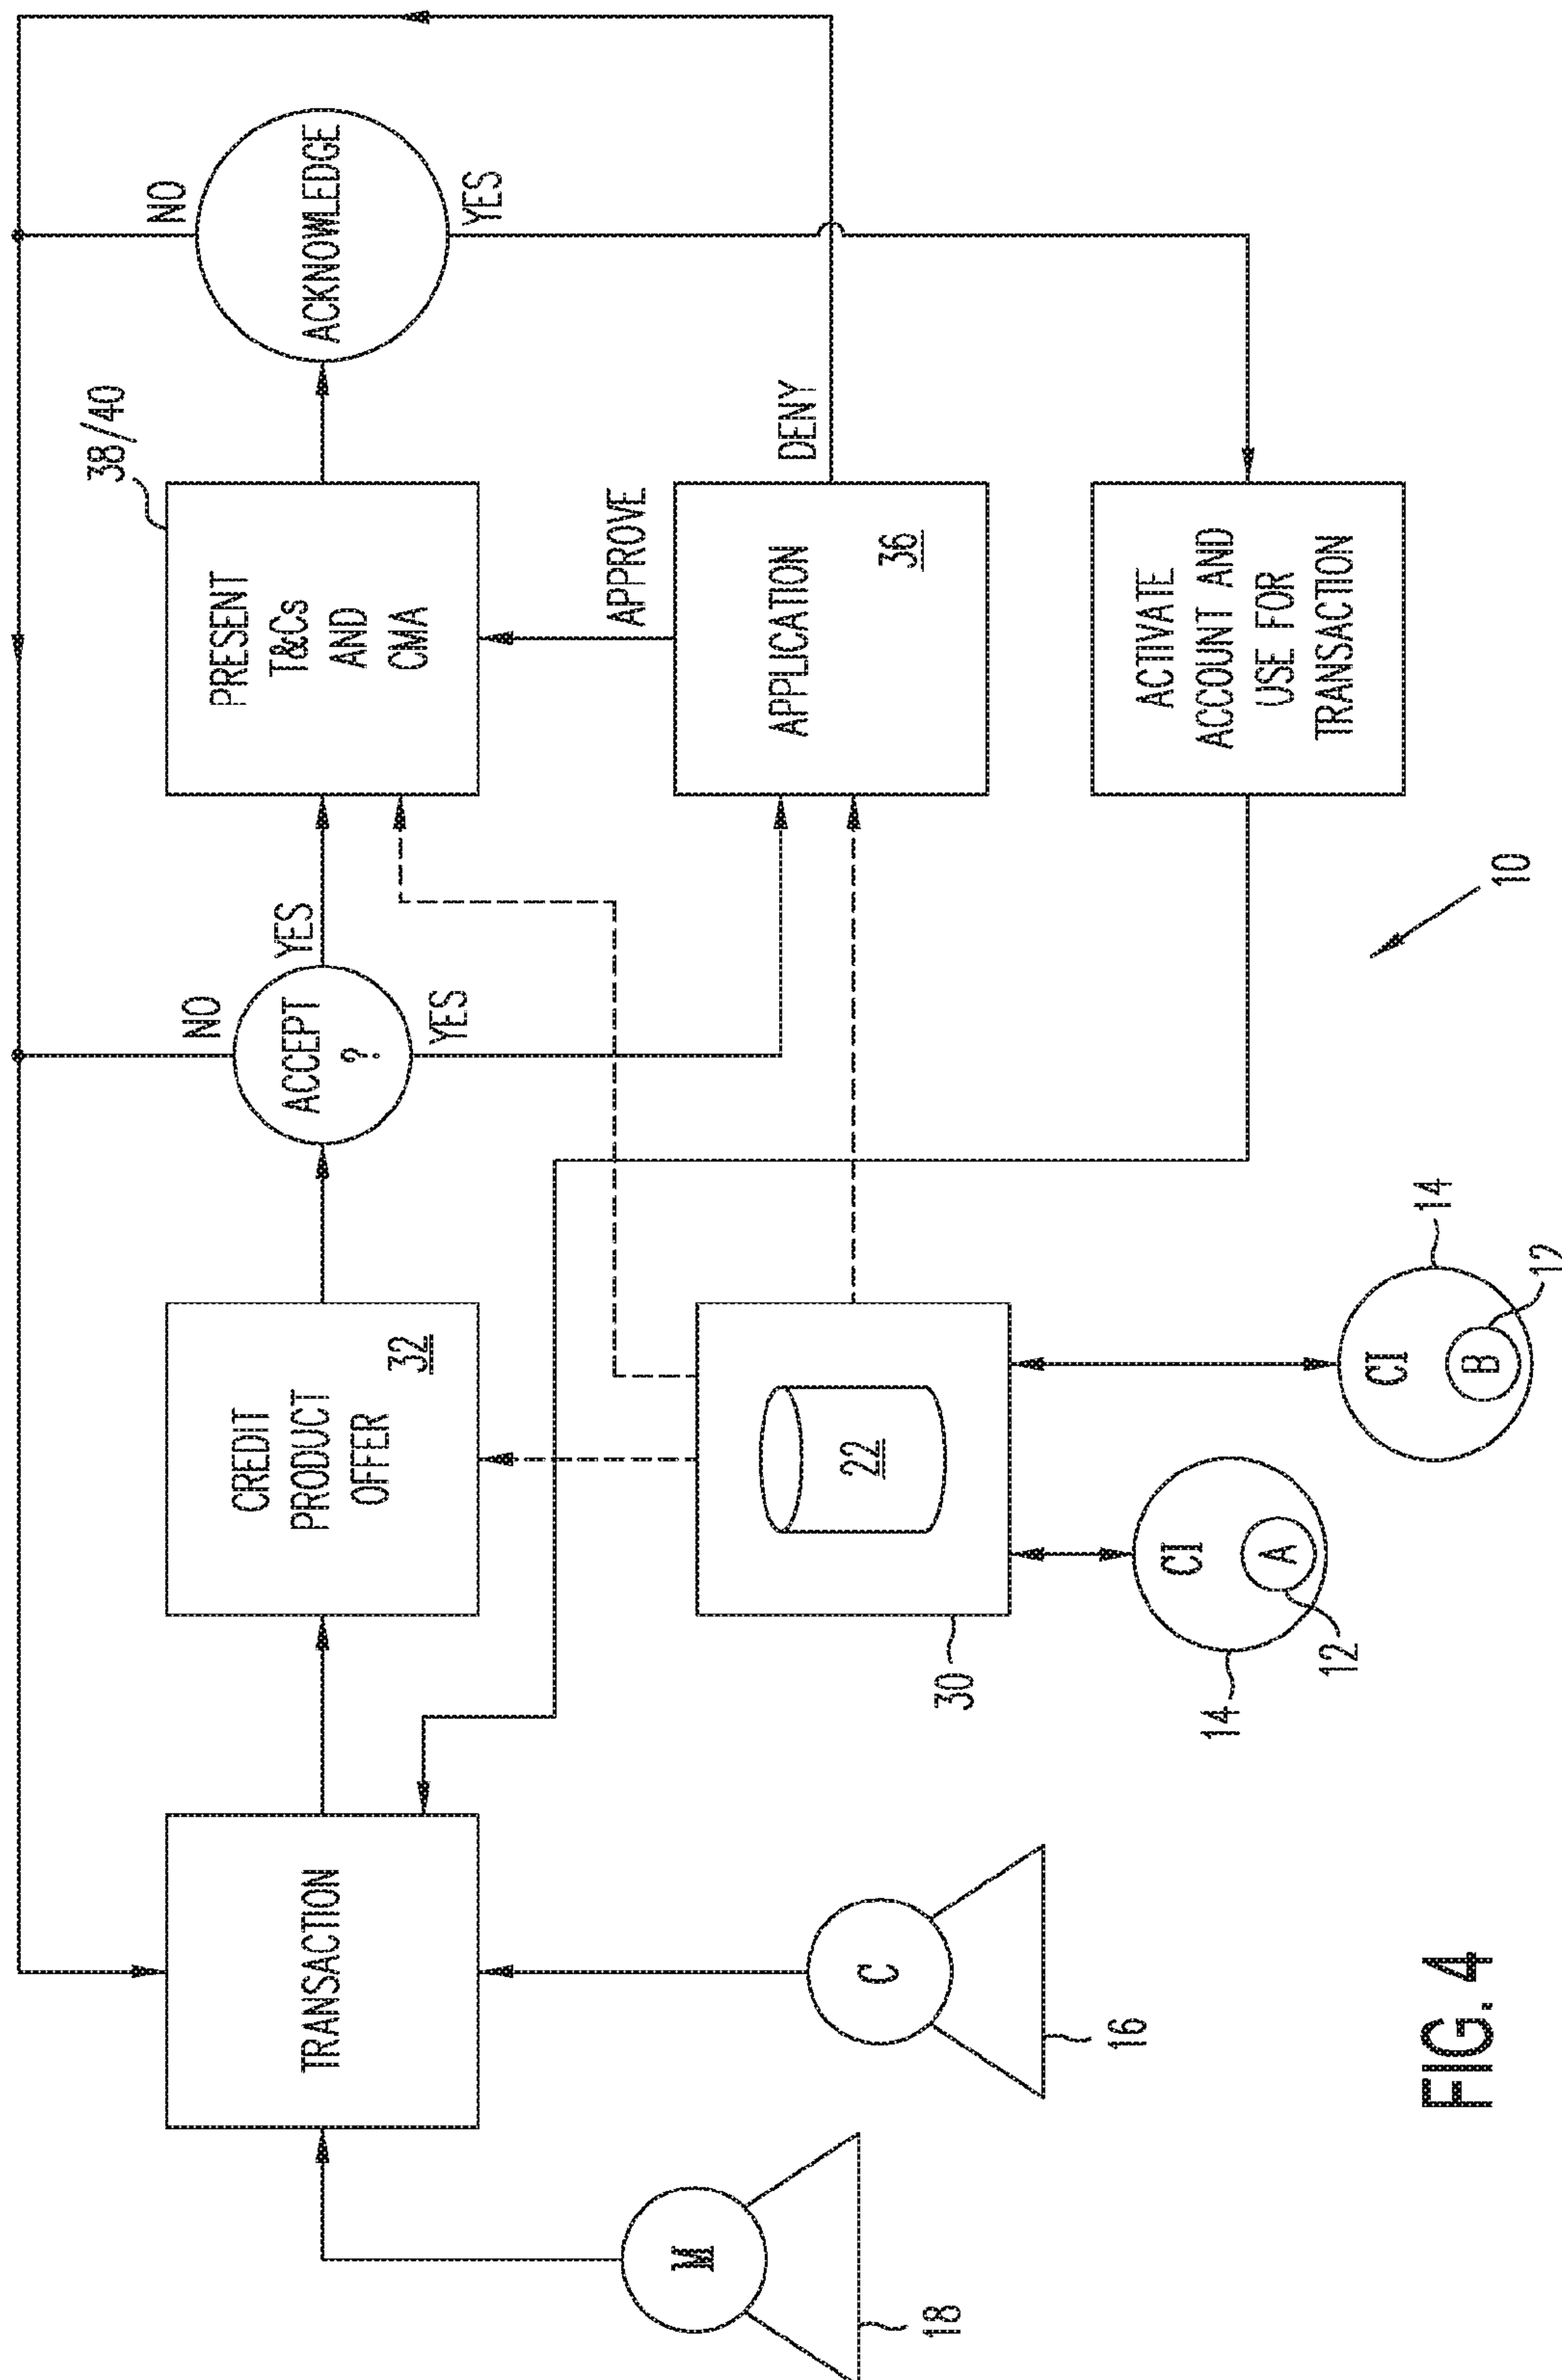 TRANSACTION
CREDIT
PRODUCT
OFFER
32
ACCEPT
?
NO
YES
YES
PRESENT
T&Cs
AND
CMA
38/40
ACKNOWLEDGE
NO
YES
M
18
C
16
22
30
APPLICATION
36
APPROVE
DENY
CI
A
14
12
CI
B
14
12
ACTIVATE
ACCOUNT AND
USE FOR
TRANSACTION
10
FIG. 4